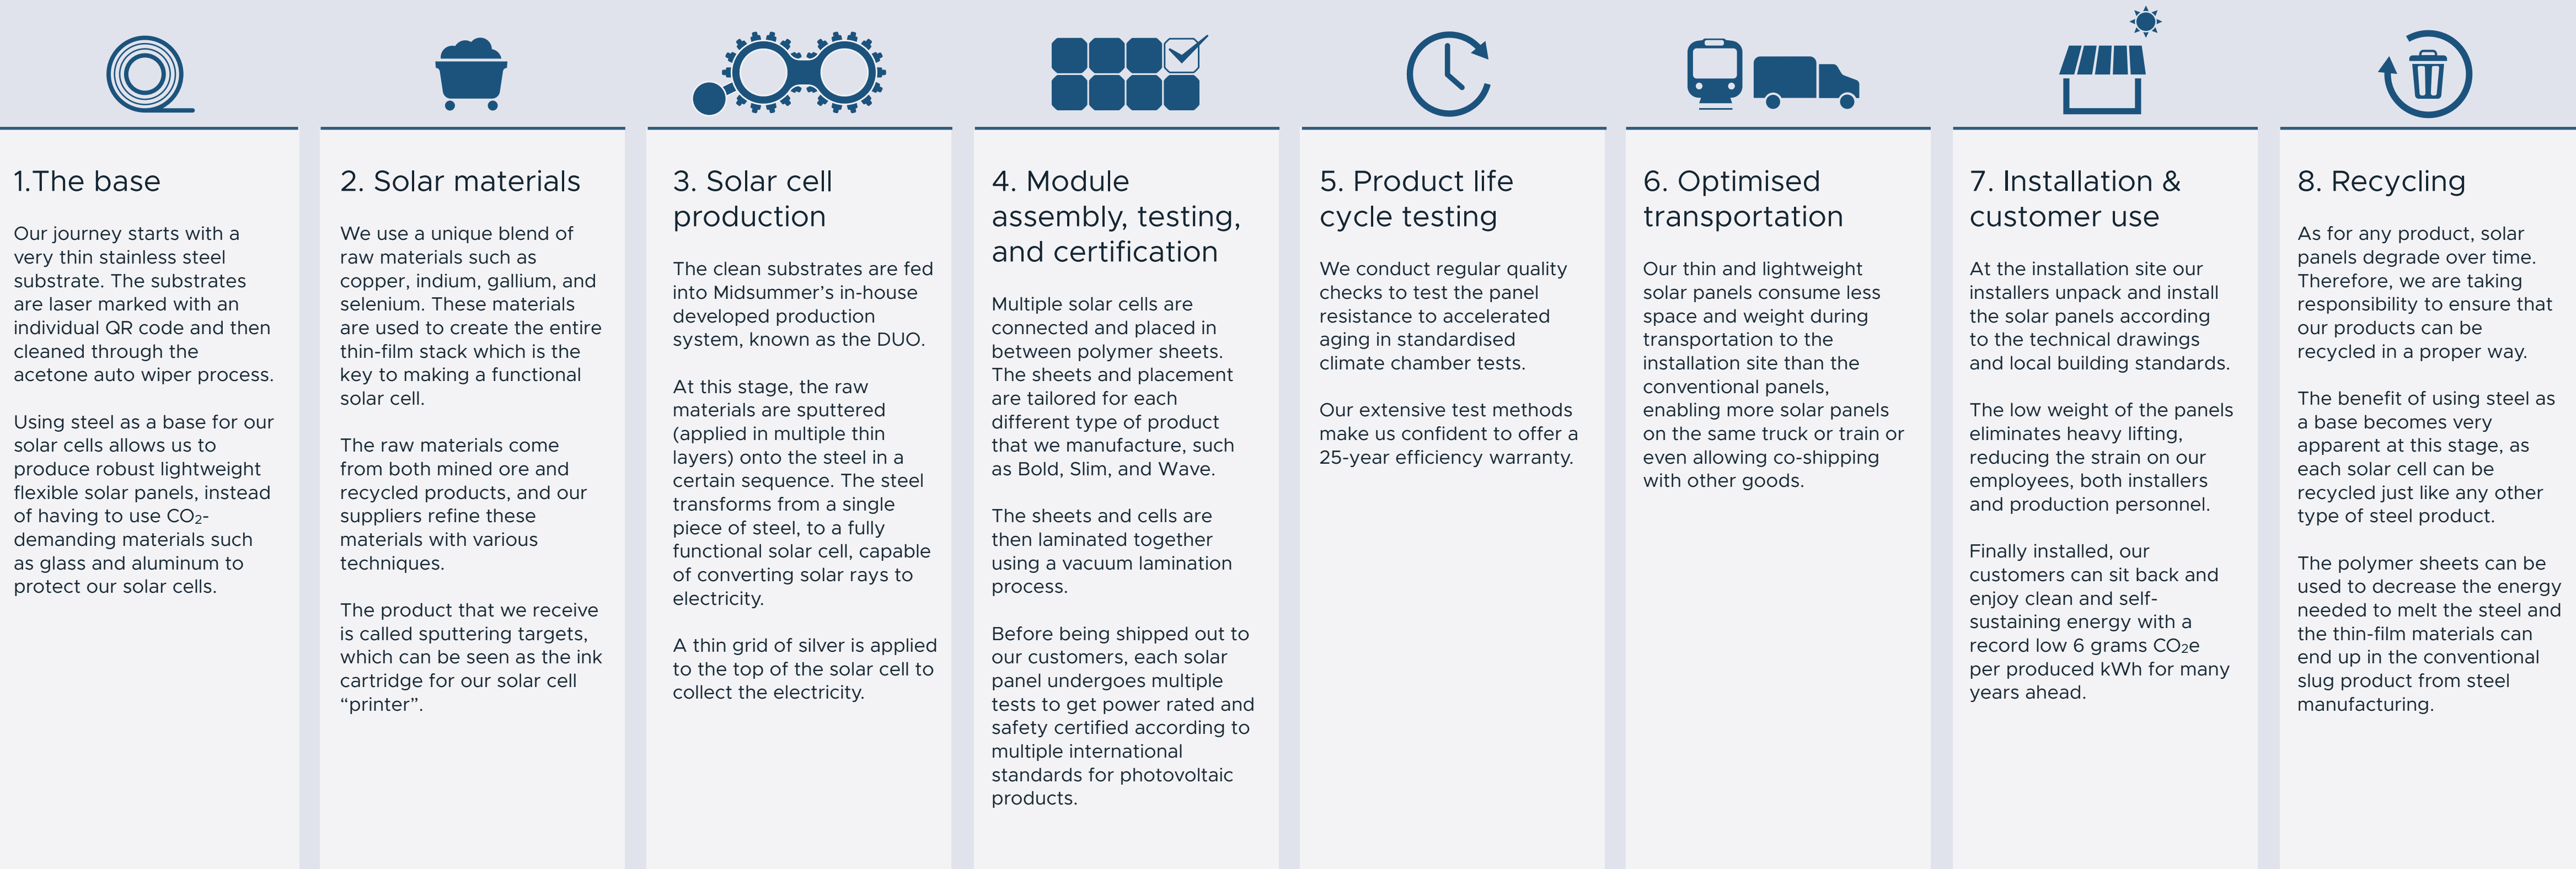 1.The base
Our journey starts with a
very thin stainless steel
substrate. The substrates
are laser marked with an
individual QR code and then
cleaned through the
acetone auto wiper process.
Using steel as a base for our
solar cells allows us to
produce robust lightweight
flexible solar panels, instead
of having to use CO₂-
demanding materials such
as glass and aluminum to
protect our solar cells.
2. Solar materials
We use a unique blend of
raw materials such as
copper, indium, gallium, and
selenium. These materials
are used to create the entire
thin-film stack which is the
key to making a functional
solar cell.
The raw materials come
from both mined ore and
recycled products, and our
suppliers refine these
materials with various
techniques.
The product that we receive
is called sputtering targets,
which can be seen as the ink
cartridge for our solar cell
“printer”.
3. Solar cell
production
The clean substrates are fed
into Midsummer’s in-house
developed production
system, known as the DUO.
At this stage, the raw
materials are sputtered
(applied in multiple thin
layers) onto the steel in a
certain sequence. The steel
transforms from a single
piece of steel, to a fully
functional solar cell, capable
of converting solar rays to
electricity.
A thin grid of silver is applied
to the top of the solar cell to
collect the electricity.
4. Module
assembly, testing,
and certification
Multiple solar cells are
connected and placed in
between polymer sheets.
The sheets and placement
are tailored for each
different type of product
that we manufacture, such
as Bold, Slim, and Wave.
The sheets and cells are
then laminated together
using a vacuum lamination
process.
Before being shipped out to
our customers, each solar
panel undergoes multiple
tests to get power rated and
safety certified according to
multiple international
standards for photovoltaic
products.
5. Product life
cycle testing
We conduct regular quality
checks to test the panel
resistance to accelerated
aging in standardised
climate chamber tests.
Our extensive test methods
make us confident to offer a
25-year efficiency warranty.
6. Optimised
transportation
Our thin and lightweight
solar panels consume less
space and weight during
transportation to the
installation site than the
conventional panels,
enabling more solar panels
on the same truck or train or
even allowing co-shipping
with other goods.
7. Installation &
customer use
At the installation site our
installers unpack and install
the solar panels according
to the technical drawings
and local building standards.
The low weight of the panels
eliminates heavy lifting,
reducing the strain on our
employees, both installers
and production personnel.
Finally installed, our
customers can sit back and
enjoy clean and self-
sustaining energy with a
record low 6 grams CO₂e
per produced kWh for many
years ahead.
8. Recycling
As for any product, solar
panels degrade over time.
Therefore, we are taking
responsibility to ensure that
our products can be
recycled in a proper way.
The benefit of using steel as
a base becomes very
apparent at this stage, as
each solar cell can be
recycled just like any other
type of steel product.
The polymer sheets can be
used to decrease the energy
needed to melt the steel and
the thin-film materials can
end up in the conventional
slug product from steel
manufacturing.